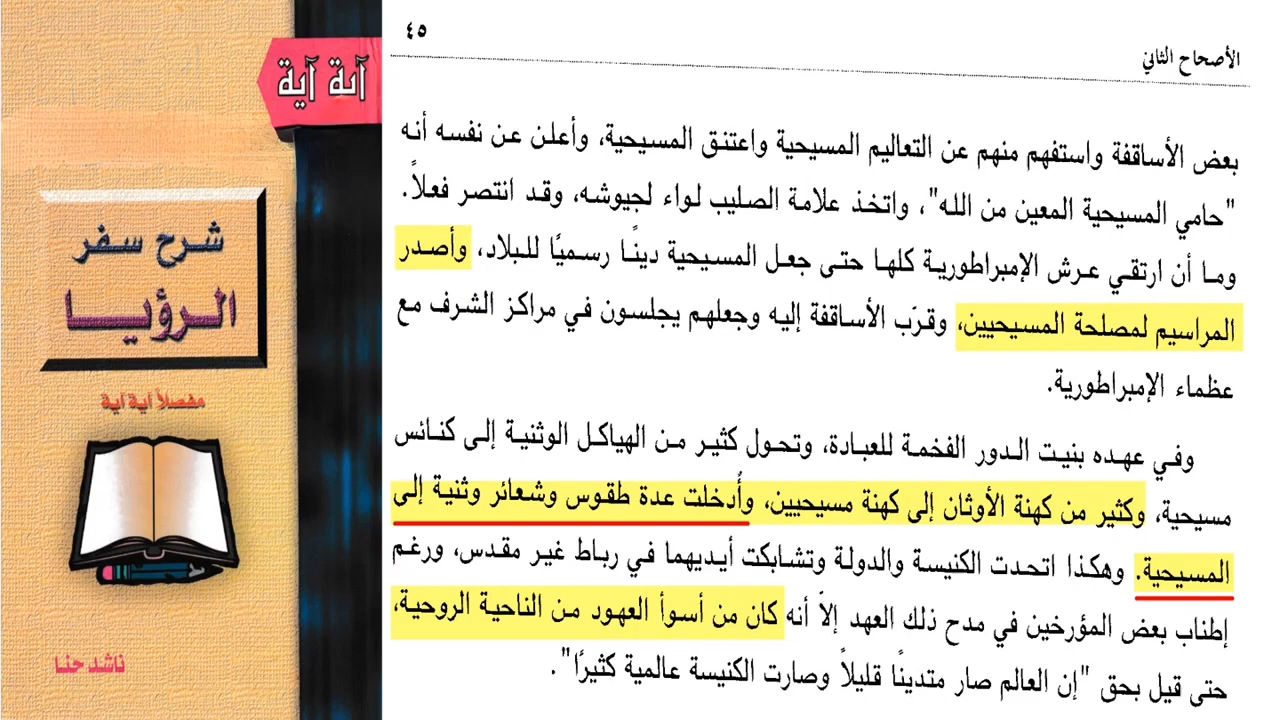 آية آية
شرح سفر
الرؤيا
مفصلاً آية آية
ناشد حنا
الأصحاح الثاني
٤٥
بعض الأساقفة واستفهم منهم عن التعاليم المسيحية واعتنق المسيحية، وأعلن عن نفسه أنه
"حامي المسيحية المعين من الله"، واتخذ علامة الصليب لواء لجيوشه، وقد انتصر فعلاً.
وما أن ارتقي عرش الإمبراطورية كلها حتى جعل المسيحية دينًا رسميًا للبلاد، وأصدر
المراسيم لمصلحة المسيحيين، وقرَب الأساقفة إليه وجعلهم يجلسون في مراكز الشرف مع
عظماء الإمبراطورية.
وفي عهده بنيت الدور الفخمة للعبادة، وتحول كثير من الهياكل الوثنية إلى كنائس
مسيحية، وكثير من كهنة الأوثان إلى كهنة مسيحيين، وأُدخلت عدة طقوس وشعائر وثنية إلى
المسيحية. وهكذا اتحدت الكنيسة والدولة وتشابكت أيديهما في رباط غير مقدس، ورغم
إطناب بعض المؤرخين في مدح ذلك العهد إلاّ أنه كان من أسوأ العهود من الناحية الروحية،
حتى قيل بحق "إن العالم صار متدينًا قليلاً وصارت الكنيسة عالمية كثيرًا".